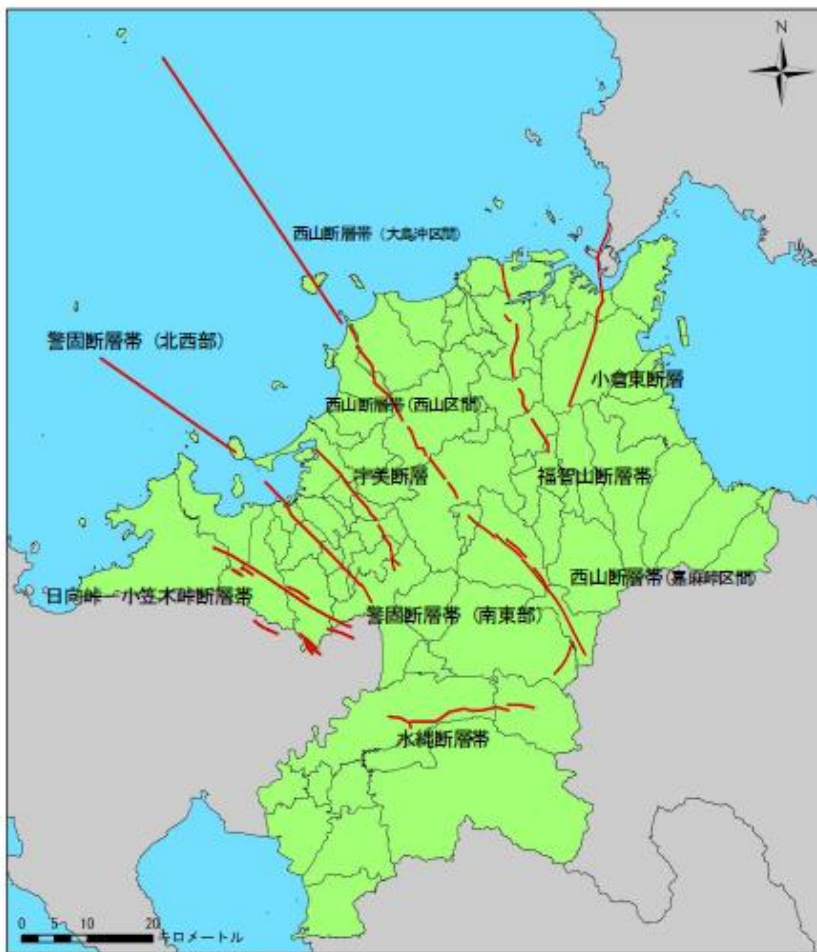 N
西山断層帯（大島沖区間）
警固断層帯（北西部）
小倉東断層
西山断層帯（西山区間）
宇美断層
福智山断層帯
西山断層帯（嘉麻峠区間）
日向峠－小笠木峠断層帯
警固断層帯（南東部）
水縄断層帯
0 5 10 20
キロメートル